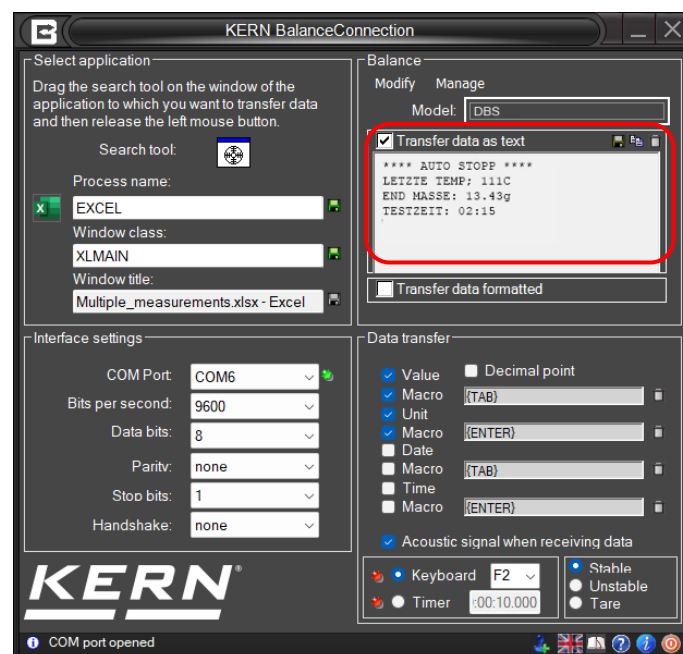 KERN BalanceConnection
Select application
Drag the search tool on the window of the
application to which you want to transfer data
and then release the left mouse button.
Search tool:
Process name:
EXCEL
Window class:
XLMAIN
Window title:
Multiple_measurements.xlsx - Excel
Balance
Modify Manage
Model: DBS
Transfer data as text
**** AUTO STOPP ****
LETZTE TEMP; 111C
END MASSE: 13.43g
TESTZEIT: 02:15
Transfer data formatted
Interface settings
COM Port: COM6
Bits per second: 9600
Data bits: 8
Parity: none
Stop bits: 1
Handshake: none
Data transfer
Value Decimal point
Macro {TAB}
Unit
Macro {ENTER}
Date
Macro {TAB}
Time
Macro {ENTER}
Acoustic signal when receiving data
Keyboard F2
Timer :00:10.000
Stable
Unstable
Tare
KERN
COM port opened